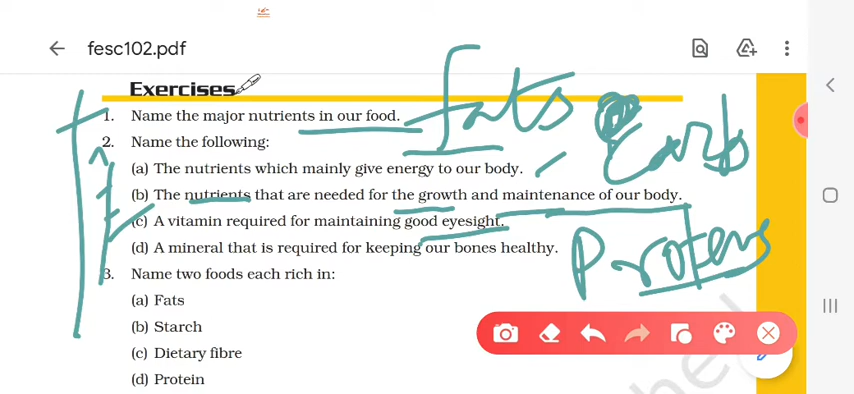 fesc102.pdf
Exercises
1. Name the major nutrients in our food.
Fats
Carb
2. Name the following:
(a) The nutrients which mainly give energy to our body.
(b) The nutrients that are needed for the growth and maintenance of our body.
(c) A vitamin required for maintaining good eyesight.
(d) A mineral that is required for keeping our bones healthy.
3. Name two foods each rich in:
(a) Fats
(b) Starch
(c) Dietary fibre
(d) Protein